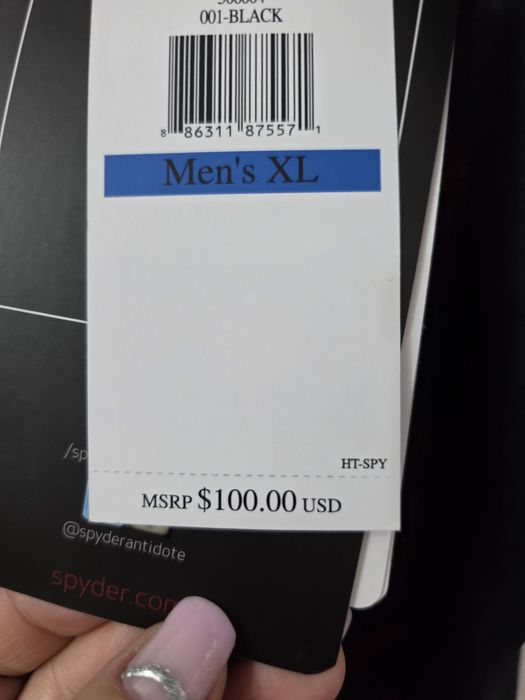 001-BLACK
8 86311 87557 1
Men's XL
HT-SPY
MSRP $100.00 USD
/sp
@spyderantidote
spyder.com